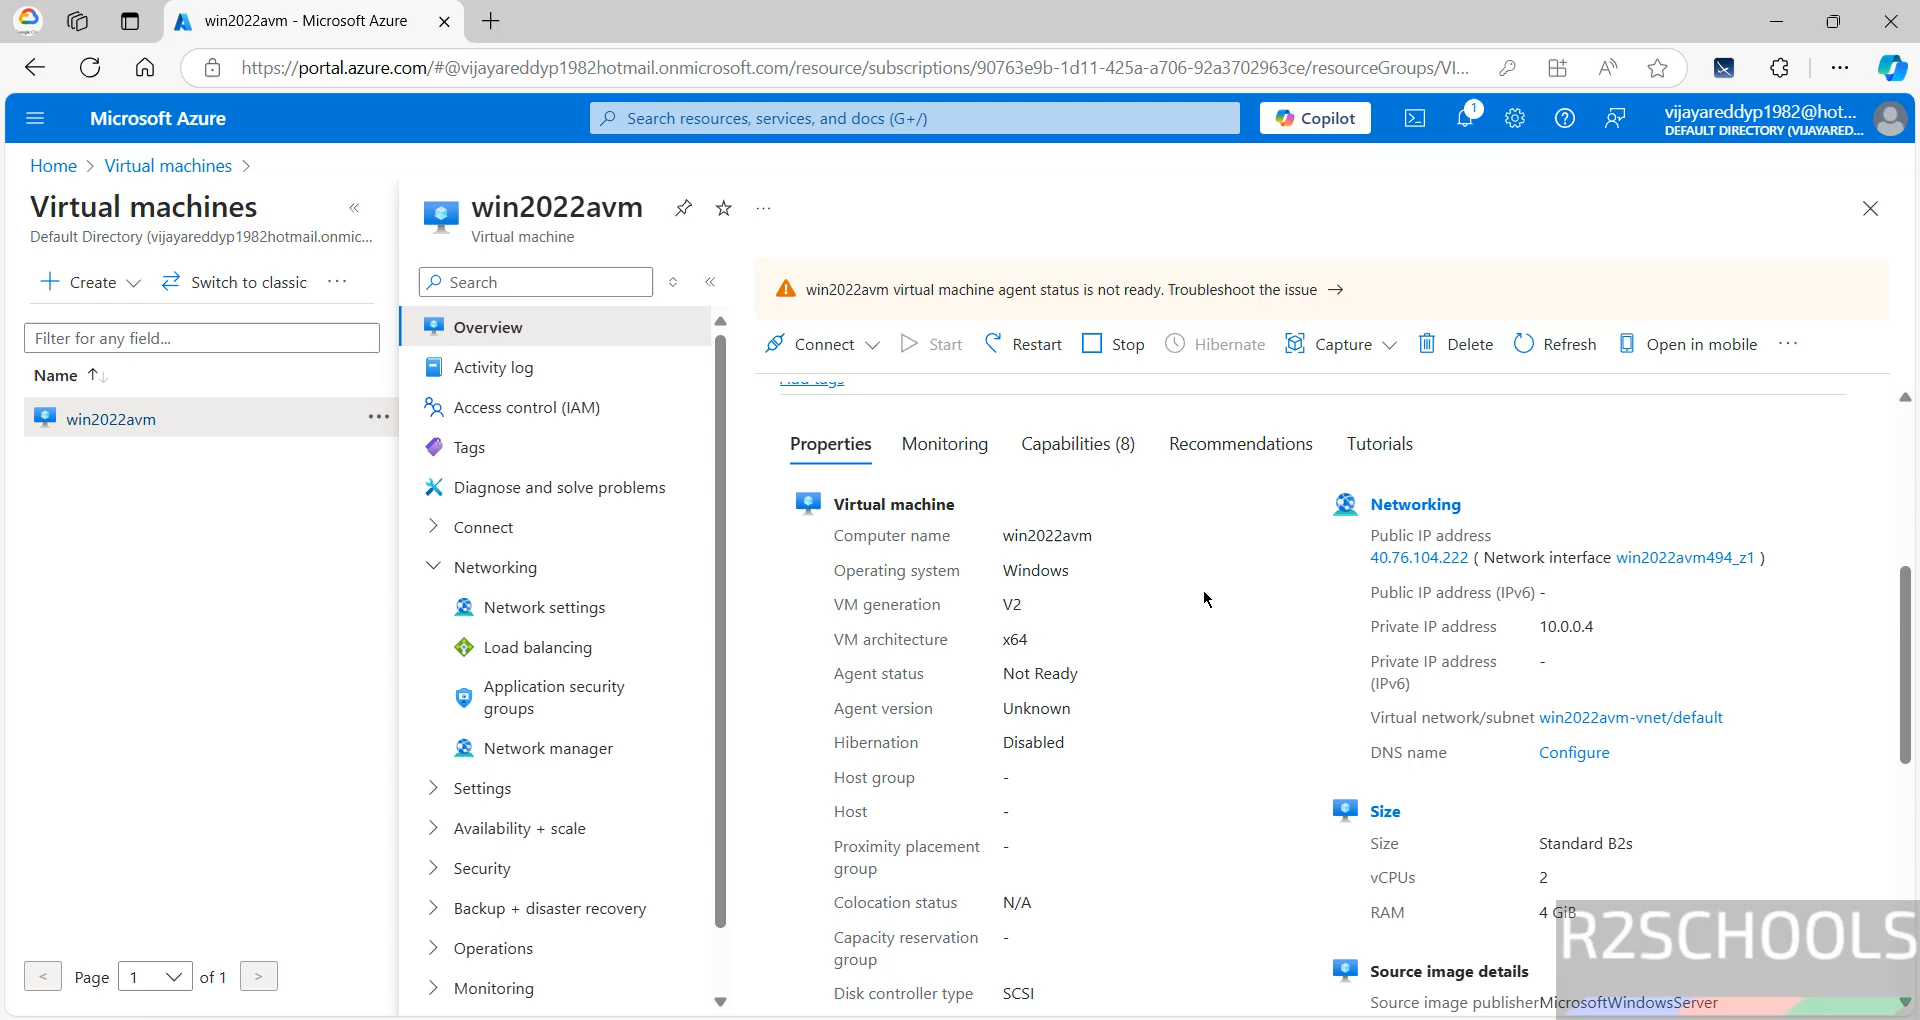 win2022avm - Microsoft Azure
https://portal.azure.com/#@vijayareddyp1982hotmail.onmicrosoft.com/resource/subscriptions/90763e9b-1d11-425a-a706-92a3702963ce/resourceGroups/VI...
Microsoft Azure
Search resources, services, and docs (G+/)
Copilot
1
vijayareddyp1982@hot...
DEFAULT DIRECTORY (VIJAYARED...
Home > Virtual machines >
Virtual machines
Default Directory (vijayareddyp1982hotmail.onmic...
Create
Switch to classic
Filter for any field...
Name
win2022avm
Page 1 of 1
win2022avm
Virtual machine
Search
Overview
Activity log
Access control (IAM)
Tags
Diagnose and solve problems
Connect
Networking
Network settings
Load balancing
Application security
groups
Network manager
Settings
Availability + scale
Security
Backup + disaster recovery
Operations
Monitoring
win2022avm virtual machine agent status is not ready. Troubleshoot the issue →
Connect Start Restart Stop Hibernate Capture Delete Refresh Open in mobile
Add tags
Properties Monitoring Capabilities (8) Recommendations Tutorials
Virtual machine
Computer name win2022avm
Operating system Windows
VM generation V2
VM architecture x64
Agent status Not Ready
Agent version Unknown
Hibernation Disabled
Host group -
Host -
Proximity placement -
group
Colocation status N/A
Capacity reservation -
group
Disk controller type SCSI
Networking
Public IP address
40.76.104.222 ( Network interface win2022avm494_z1 )
Public IP address (IPv6) -
Private IP address 10.0.0.4
Private IP address -
(IPv6)
Virtual network/subnet win2022avm-vnet/default
DNS name Configure
Size
Size Standard B2s
vCPUs 2
RAM 4 GiB
Source image details
Source image publisher MicrosoftWindowsServer
R2SCHOOLS